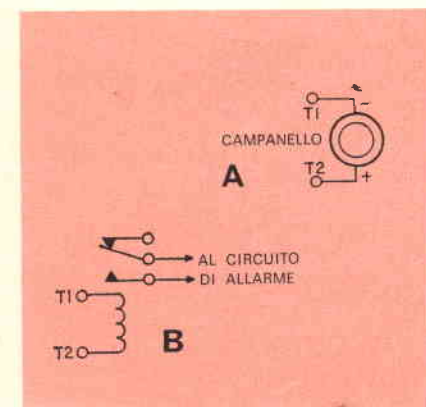 T1 -
CAMPANELLO
T2 +
A
AL CIRCUITO
DI ALLARME
T1
T2
B